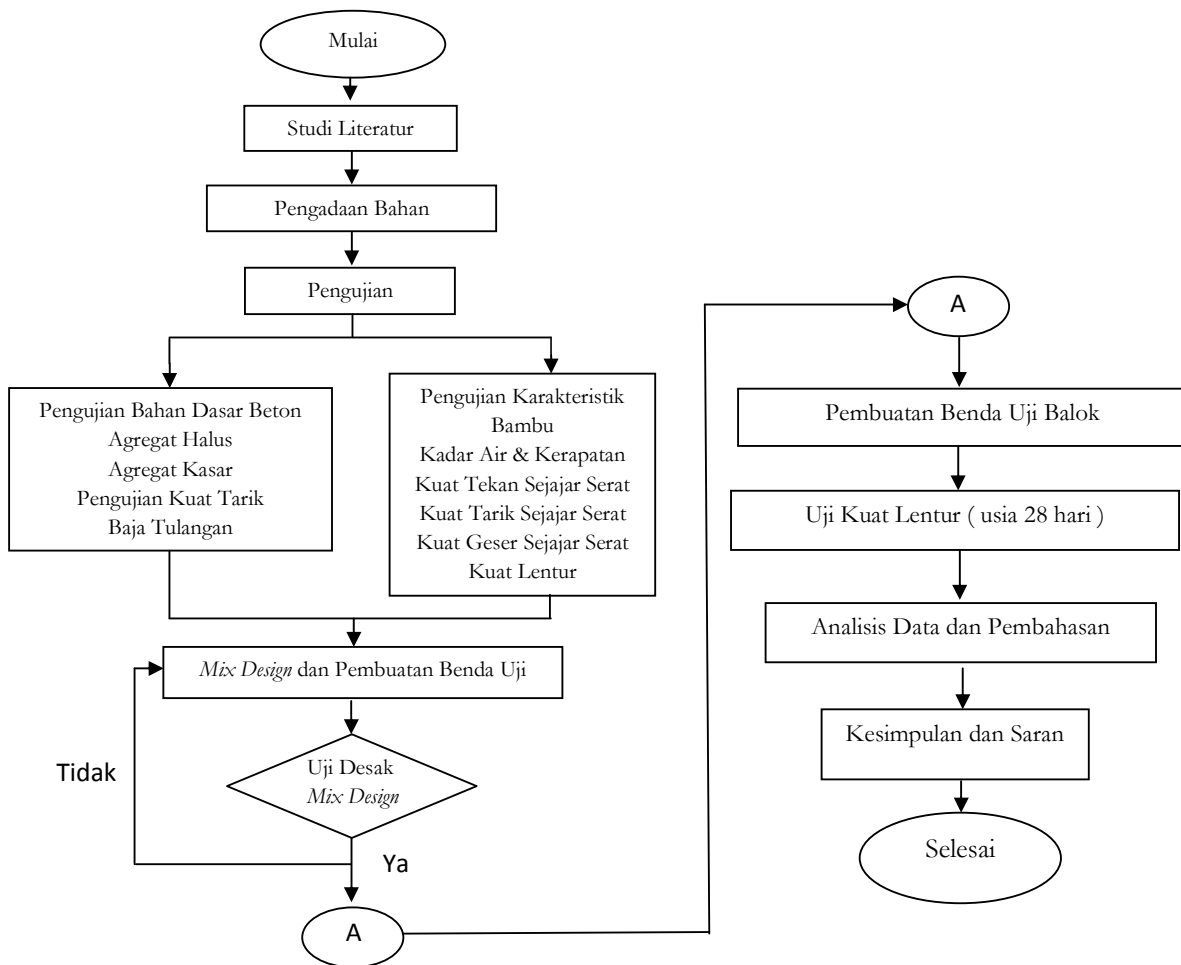 Mulai
Studi Literatur
Pengadaan Bahan
Pengujian
Pengujian Bahan Dasar Beton
Agregat Halus
Agregat Kasar
Pengujian Kuat Tarik
Baja Tulangan
Pengujian Karakteristik
Bambu
Kadar Air & Kerapatan
Kuat Tekan Sejajar Serat
Kuat Tarik Sejajar Serat
Kuat Geser Sejajar Serat
Kuat Lentur
Mix Design dan Pembuatan Benda Uji
Uji Desak
Mix Design
Tidak
Ya
A
A
Pembuatan Benda Uji Balok
Uji Kuat Lentur ( usia 28 hari )
Analisis Data dan Pembahasan
Kesimpulan dan Saran
Selesai